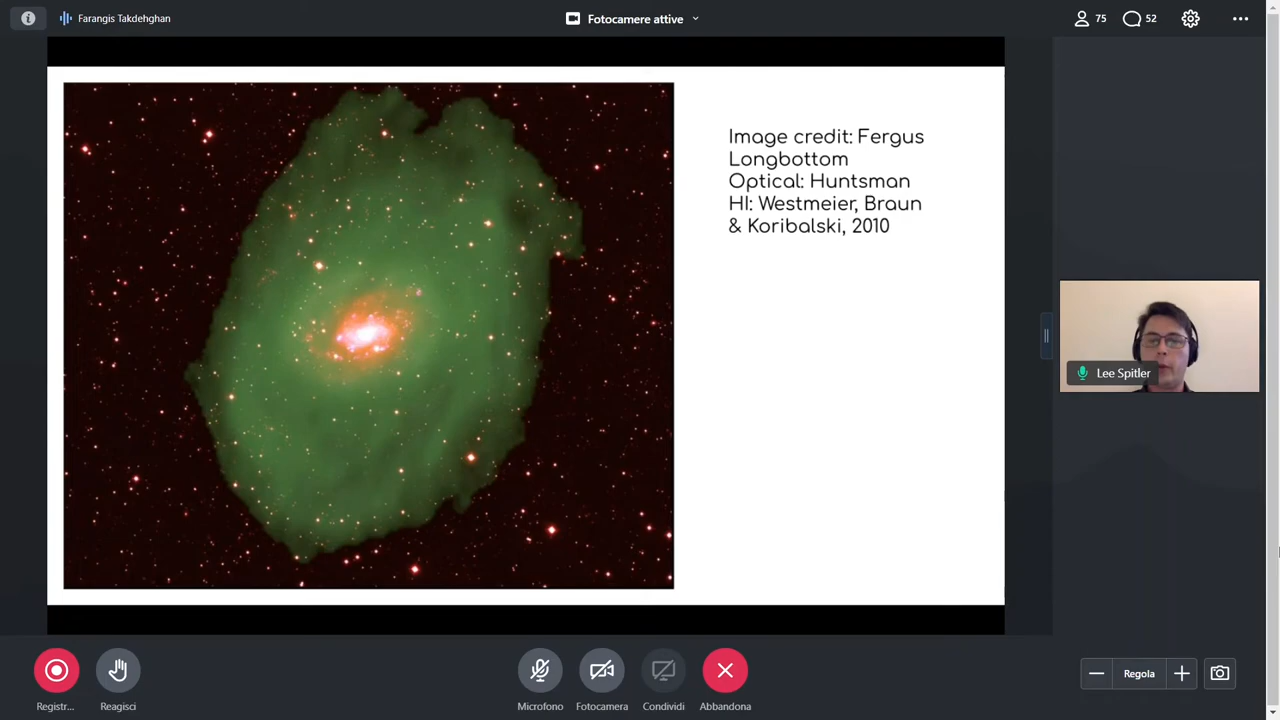 Farangis Takdehghan
Fotocamere attive
75
52
Image credit: Fergus
Longbottom
Optical: Huntsman
HI: Westmeier, Braun
& Koribalski, 2010
Lee Spitler
Registr...
Reagisci
Microfono
Fotocamera
Condividi
Abbandona
Regola